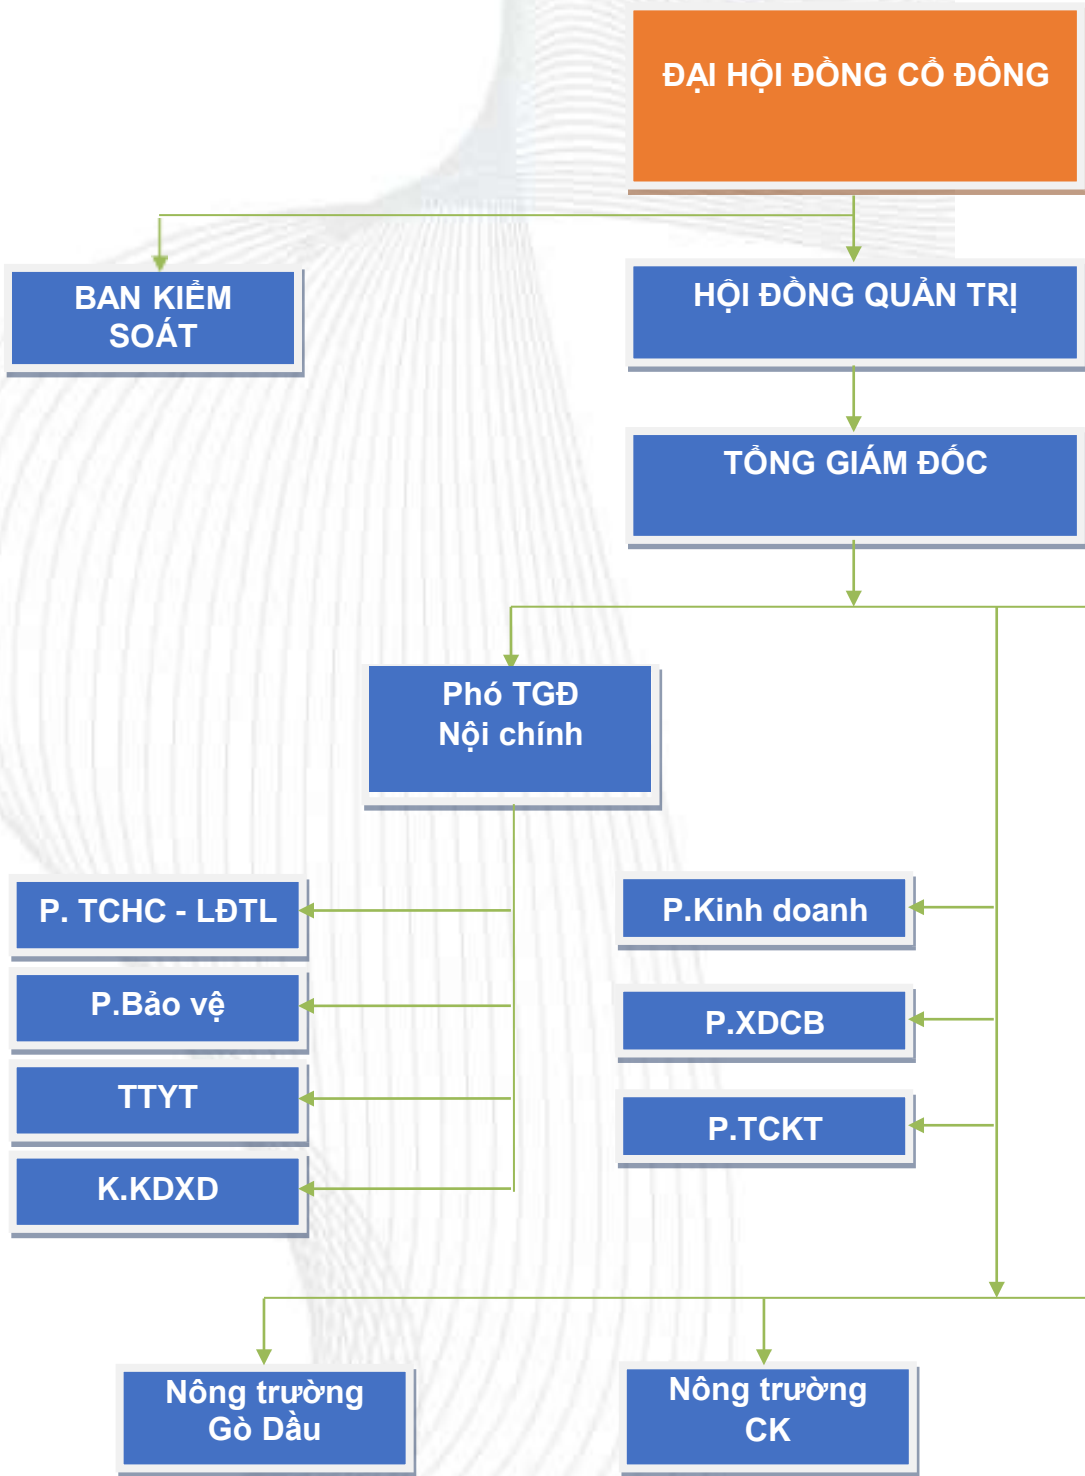 ĐẠI HỘI ĐỒNG CỔ ĐÔNG
BAN KIỂM
SOÁT
HỘI ĐỒNG QUẢN TRỊ
TỔNG GIÁM ĐỐC
Phó TGĐ
Nội chính
P. TCHC - LĐTL
P.Kinh doanh
P.Bảo vệ
P.XDCB
TTYT
P.TCKT
K.KDXD
Nông trường
Gò Dầu
Nông trường
CK